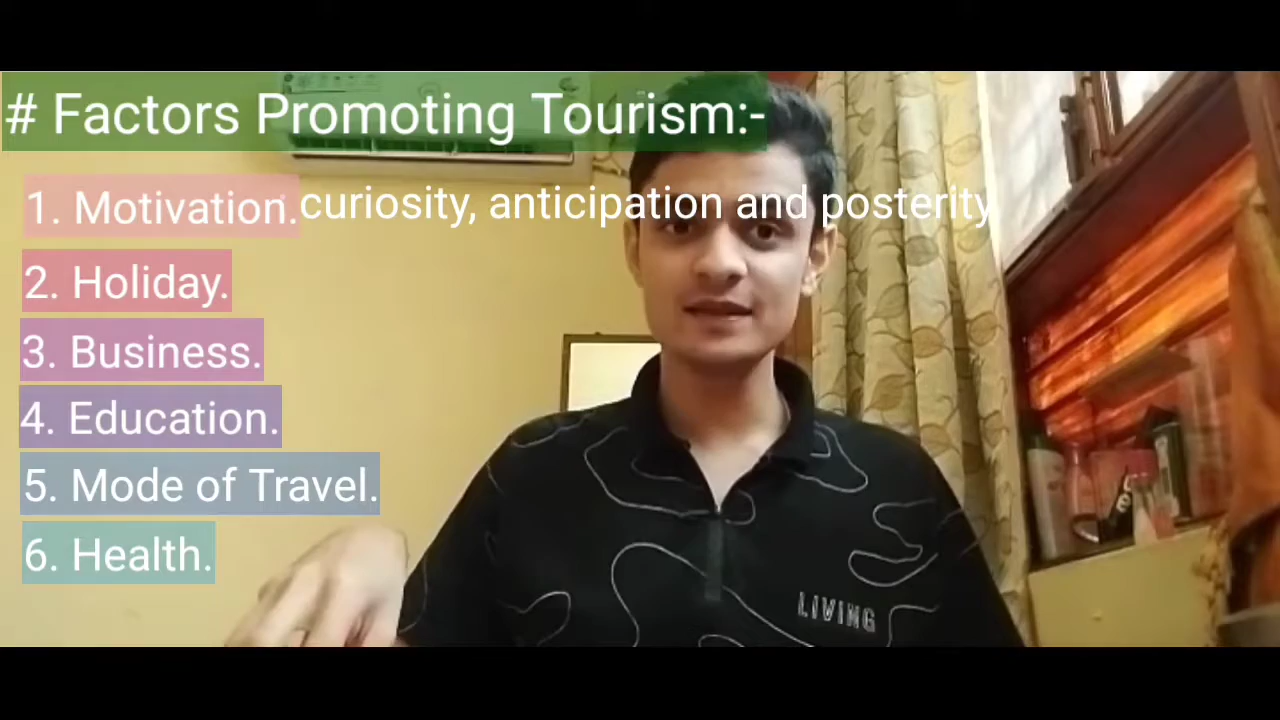 # Factors Promoting Tourism:-
1. Motivation. curiosity, anticipation and posterity
2. Holiday.
3. Business.
4. Education.
5. Mode of Travel.
6. Health.
LIVING